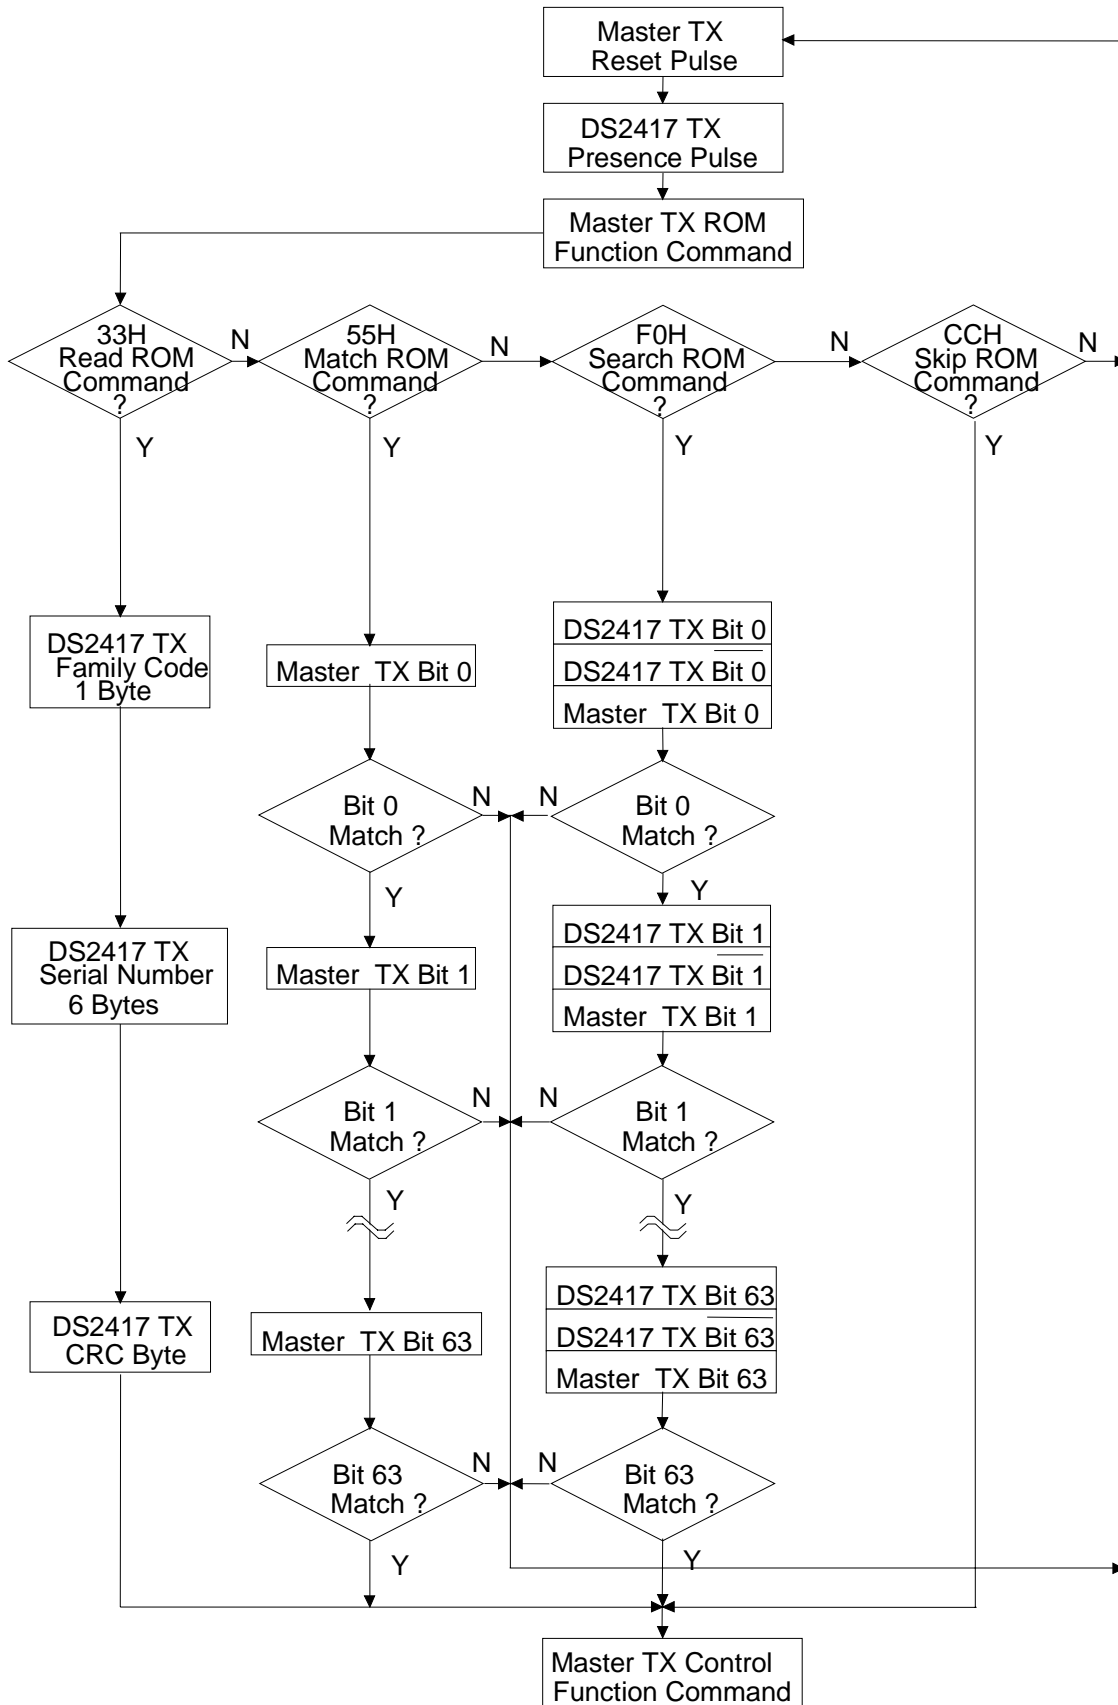 Master TX
Reset Pulse
DS2417 TX
Presence Pulse
Master TX ROM
Function Command
33H
Read ROM
Command
?
N
Y
55H
Match ROM
Command
?
N
Y
F0H
Search ROM
Command
?
N
Y
CCH
Skip ROM
Command
?
N
Y
DS2417 TX
Family Code
1 Byte
DS2417 TX
Serial Number
6 Bytes
DS2417 TX
CRC Byte
Master TX Bit 0
Bit 0
Match ?
N
Y
Master TX Bit 1
Bit 1
Match ?
N
Y
Master TX Bit 63
Bit 63
Match ?
N
Y
DS2417 TX Bit 0
DS2417 TX B̅i̅t̅ ̅0̅
Master TX Bit 0
Bit 0
Match ?
N
Y
DS2417 TX Bit 1
DS2417 TX B̅i̅t̅ ̅1̅
Master TX Bit 1
Bit 1
Match ?
N
Y
DS2417 TX Bit 63
DS2417 TX B̅i̅t̅ ̅6̅3̅
Master TX Bit 63
Bit 63
Match ?
N
Y
Master TX Control
Function Command